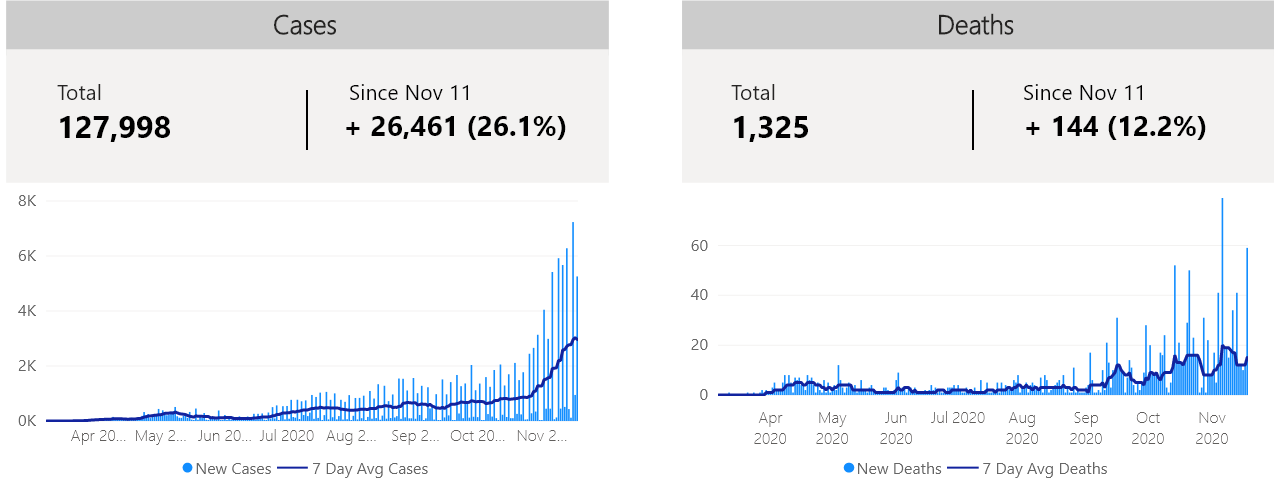 Cases
Total
127,998
Since Nov 11
+ 26,461 (26.1%)
8K
6K
4K
2K
0K
Apr 20... May 2... Jun 20... Jul 2020 Aug 2... Sep 2... Oct 20... Nov 2...
New Cases 7 Day Avg Cases
Deaths
Total
1,325
Since Nov 11
+ 144 (12.2%)
60
40
20
0
Apr 2020 May 2020 Jun 2020 Jul 2020 Aug 2020 Sep 2020 Oct 2020 Nov 2020
New Deaths 7 Day Avg Deaths